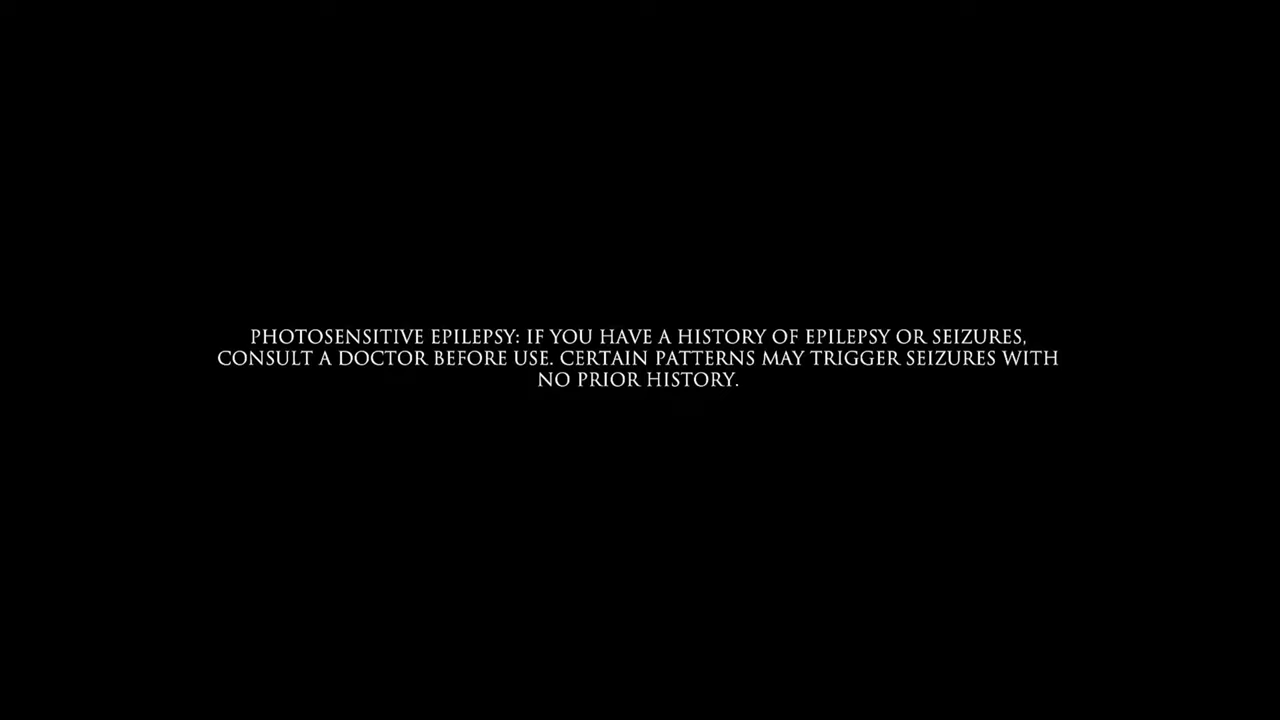 PHOTOSENSITIVE EPILEPSY: IF YOU HAVE A HISTORY OF EPILEPSY OR SEIZURES,
CONSULT A DOCTOR BEFORE USE. CERTAIN PATTERNS MAY TRIGGER SEIZURES WITH
NO PRIOR HISTORY.